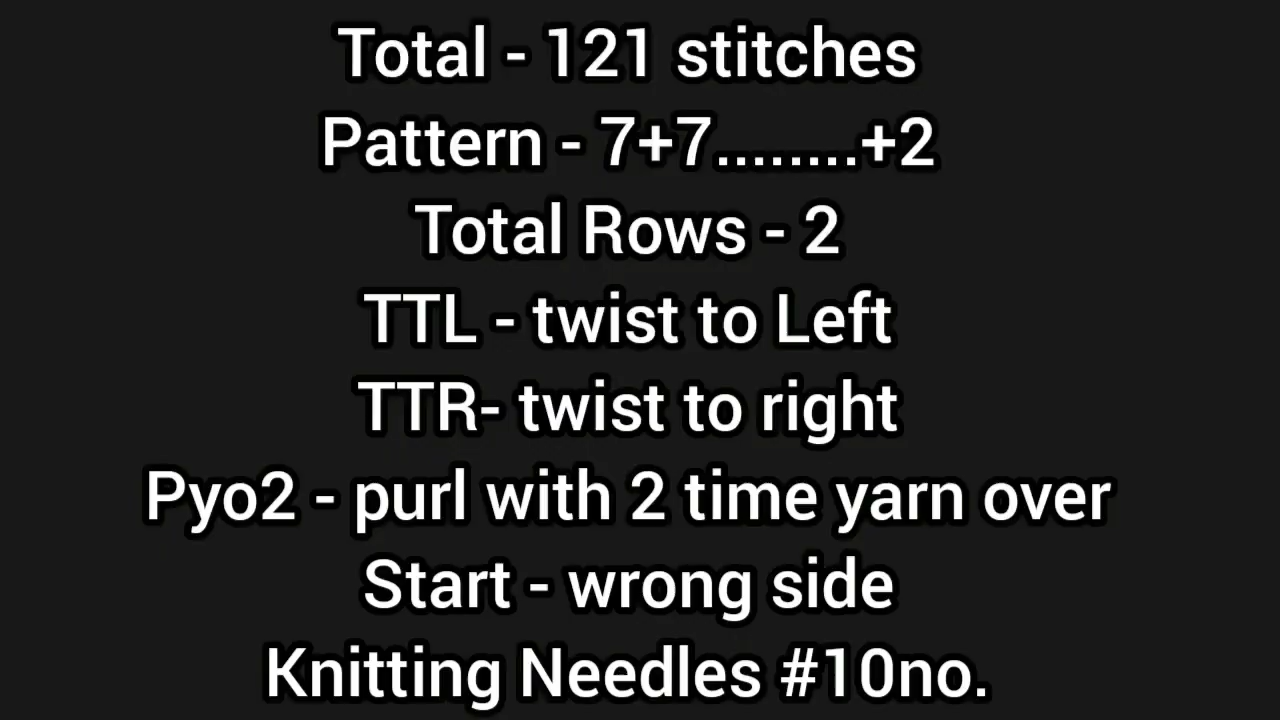 Total - 121 stitches
Pattern - 7+7........+2
Total Rows - 2
TTL - twist to Left
TTR- twist to right
Pyo2 - purl with 2 time yarn over
Start - wrong side
Knitting Needles #10no.